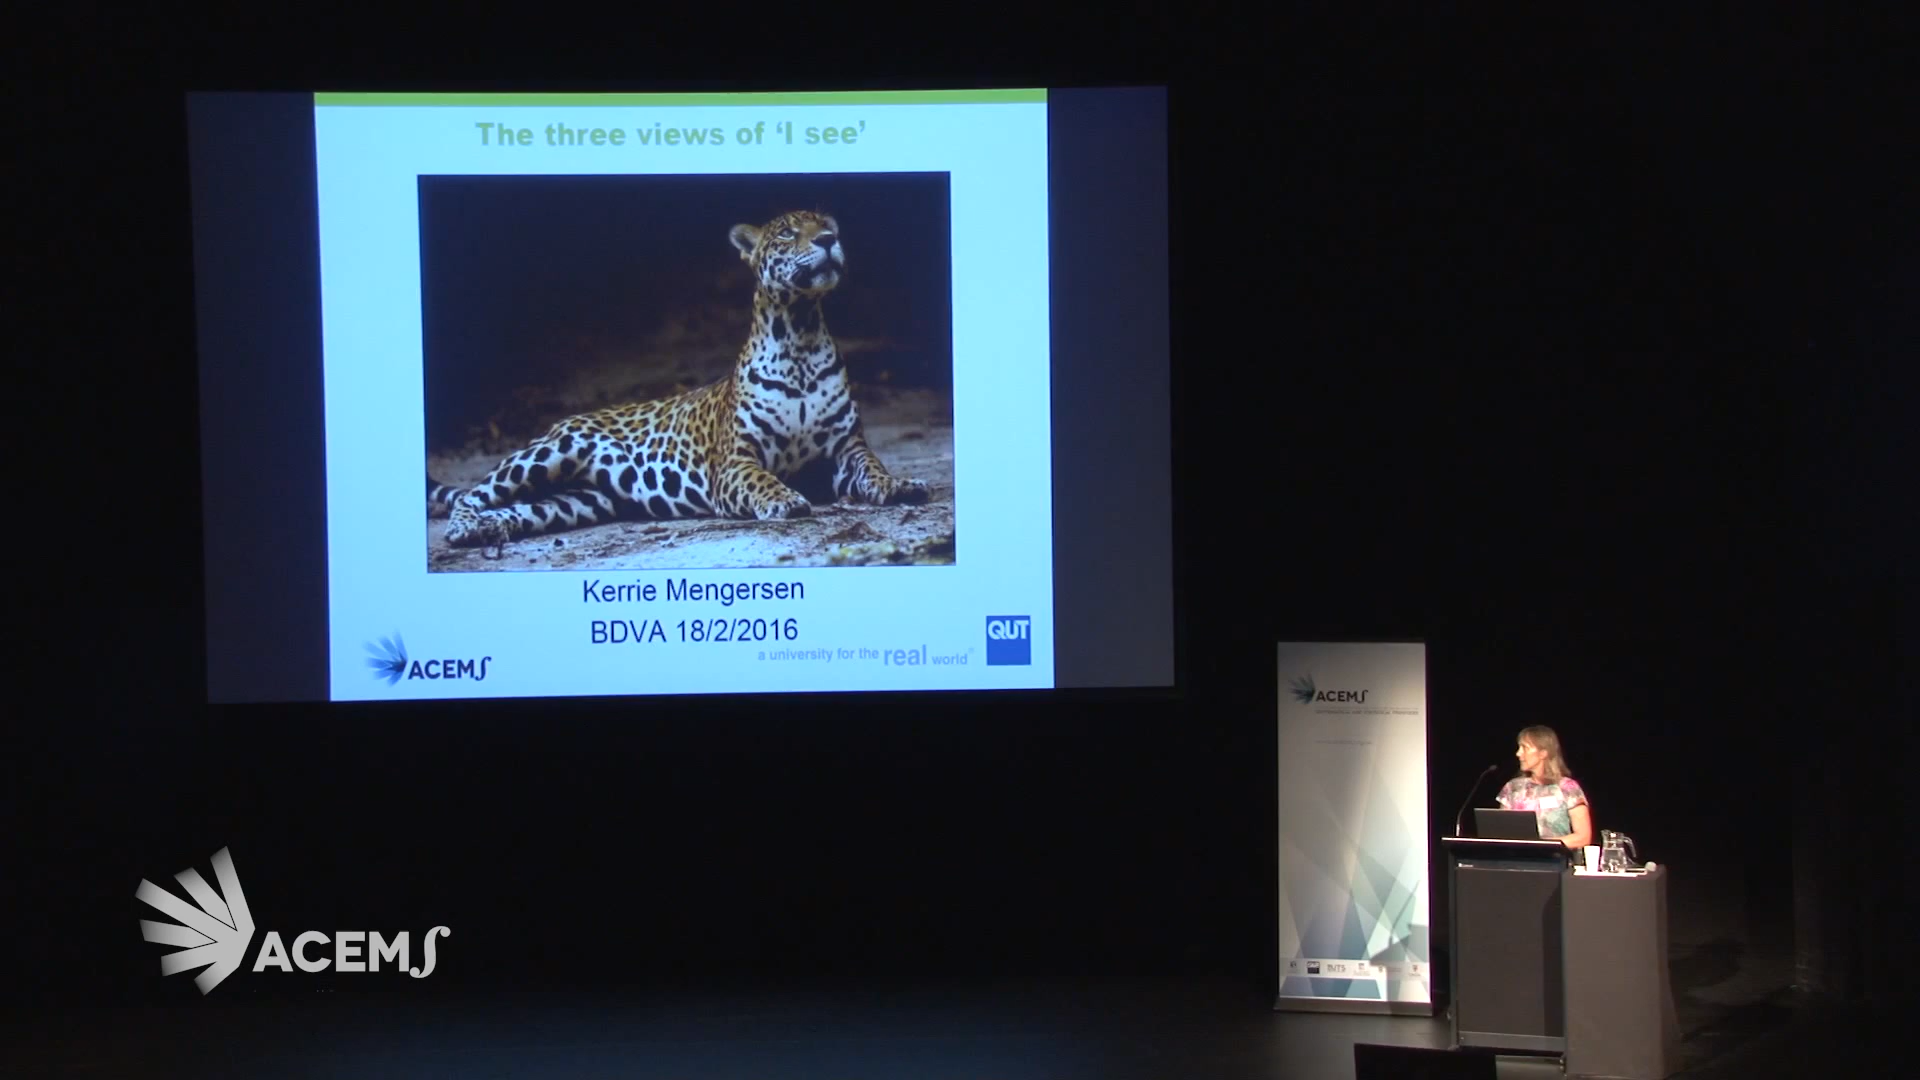 The three views of ‘I see’
Kerrie Mengersen
BDVA 18/2/2016
a university for the real world
QUT
ACEMS
ACEMS
ACEMS